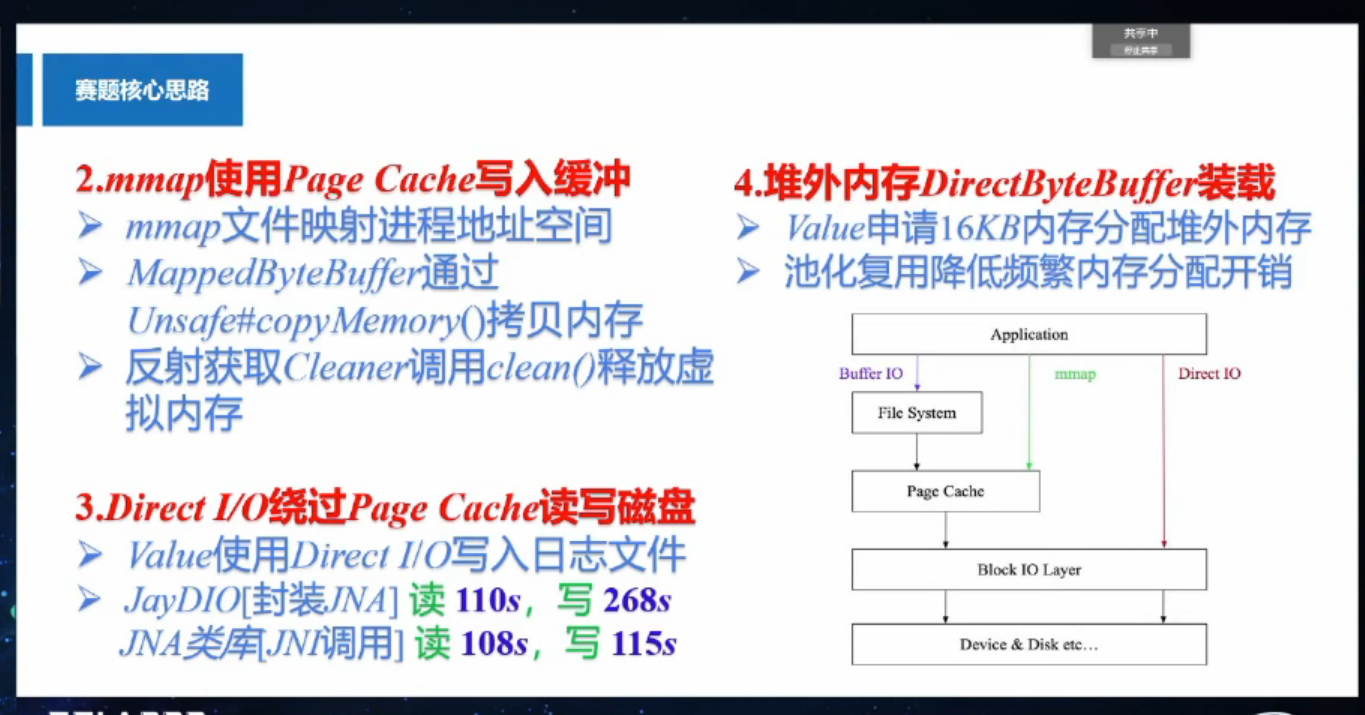 共享中
停止共享
赛题核心思路
2.mmap使用Page Cache写入缓冲
➢ mmap文件映射进程地址空间
➢ MappedByteBuffer通过
Unsafe#copyMemory()拷贝内存
➢ 反射获取Cleaner调用clean()释放虚
拟内存
3.Direct I/O绕过Page Cache读写磁盘
➢ Value使用Direct I/O写入日志文件
➢ JayDIO[封装JNA] 读 110s，写 268s
JNA类库[JNI调用] 读 108s，写 115s
4.堆外内存DirectByteBuffer装载
➢ Value申请16KB内存分配堆外内存
➢ 池化复用降低频繁内存分配开销
Application
Buffer IO
mmap
Direct IO
File System
Page Cache
Block IO Layer
Device & Disk etc…